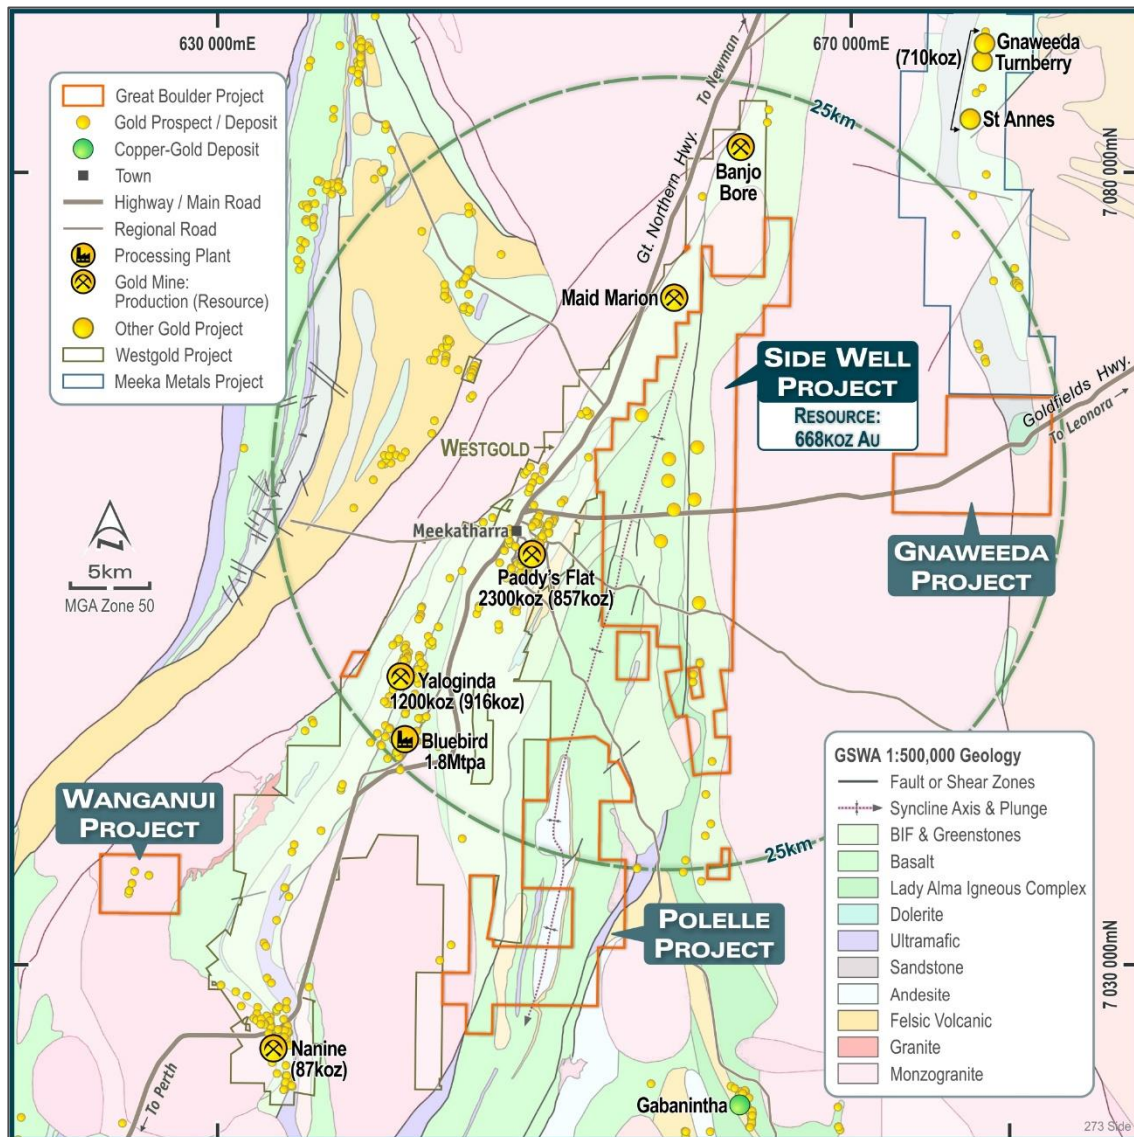 630 000mE
670 000mE
7 080 000mN
7 030 000mN
Great Boulder Project
Gold Prospect / Deposit
Copper-Gold Deposit
Town
Highway / Main Road
Regional Road
Processing Plant
Gold Mine:
Production (Resource)
Other Gold Project
Westgold Project
Meeka Metals Project
To Newman
Gt. Northern Hwy.
25km
Banjo
Bore
(710koz)
Gnaweeda
Turnberry
St Annes
Maid Marion
SIDE WELL
PROJECT
RESOURCE:
668KOZ AU
Goldfields Hwy.
To Leonora
WESTGOLD
Meekatharra
Paddy's Flat
2300koz (857koz)
GNAWEEDA
PROJECT
5km
MGA Zone 50
Yaloginda
1200koz (916koz)
Bluebird
1.8Mtpa
WANGANUI
PROJECT
25km
POLELLE
PROJECT
Nanine
(87koz)
To Perth
Gabanintha
GSWA 1:500,000 Geology
Fault or Shear Zones
Syncline Axis & Plunge
BIF & Greenstones
Basalt
Lady Alma Igneous Complex
Dolerite
Ultramafic
Sandstone
Andesite
Felsic Volcanic
Granite
Monzogranite
273 Side